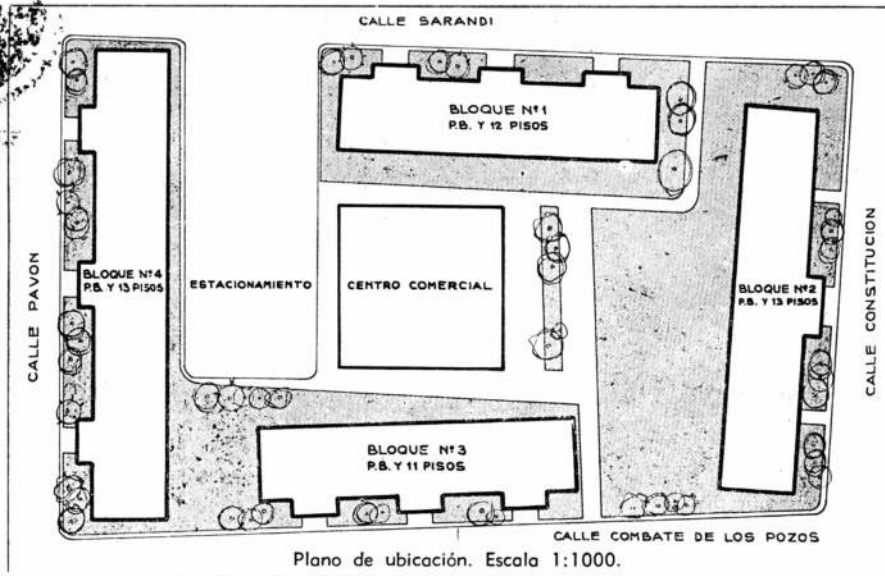 CALLE SARANDI
BLOQUE Nº1
P.B. Y 12 PISOS
CALLE PAVON
BLOQUE Nº4
P.B. Y 13 PISOS
ESTACIONAMIENTO
CENTRO COMERCIAL
BLOQUE Nº2
P.B. Y 13 PISOS
CALLE CONSTITUCION
BLOQUE Nº3
P.B. Y 11 PISOS
CALLE COMBATE DE LOS POZOS
Plano de ubicación. Escala 1:1000.